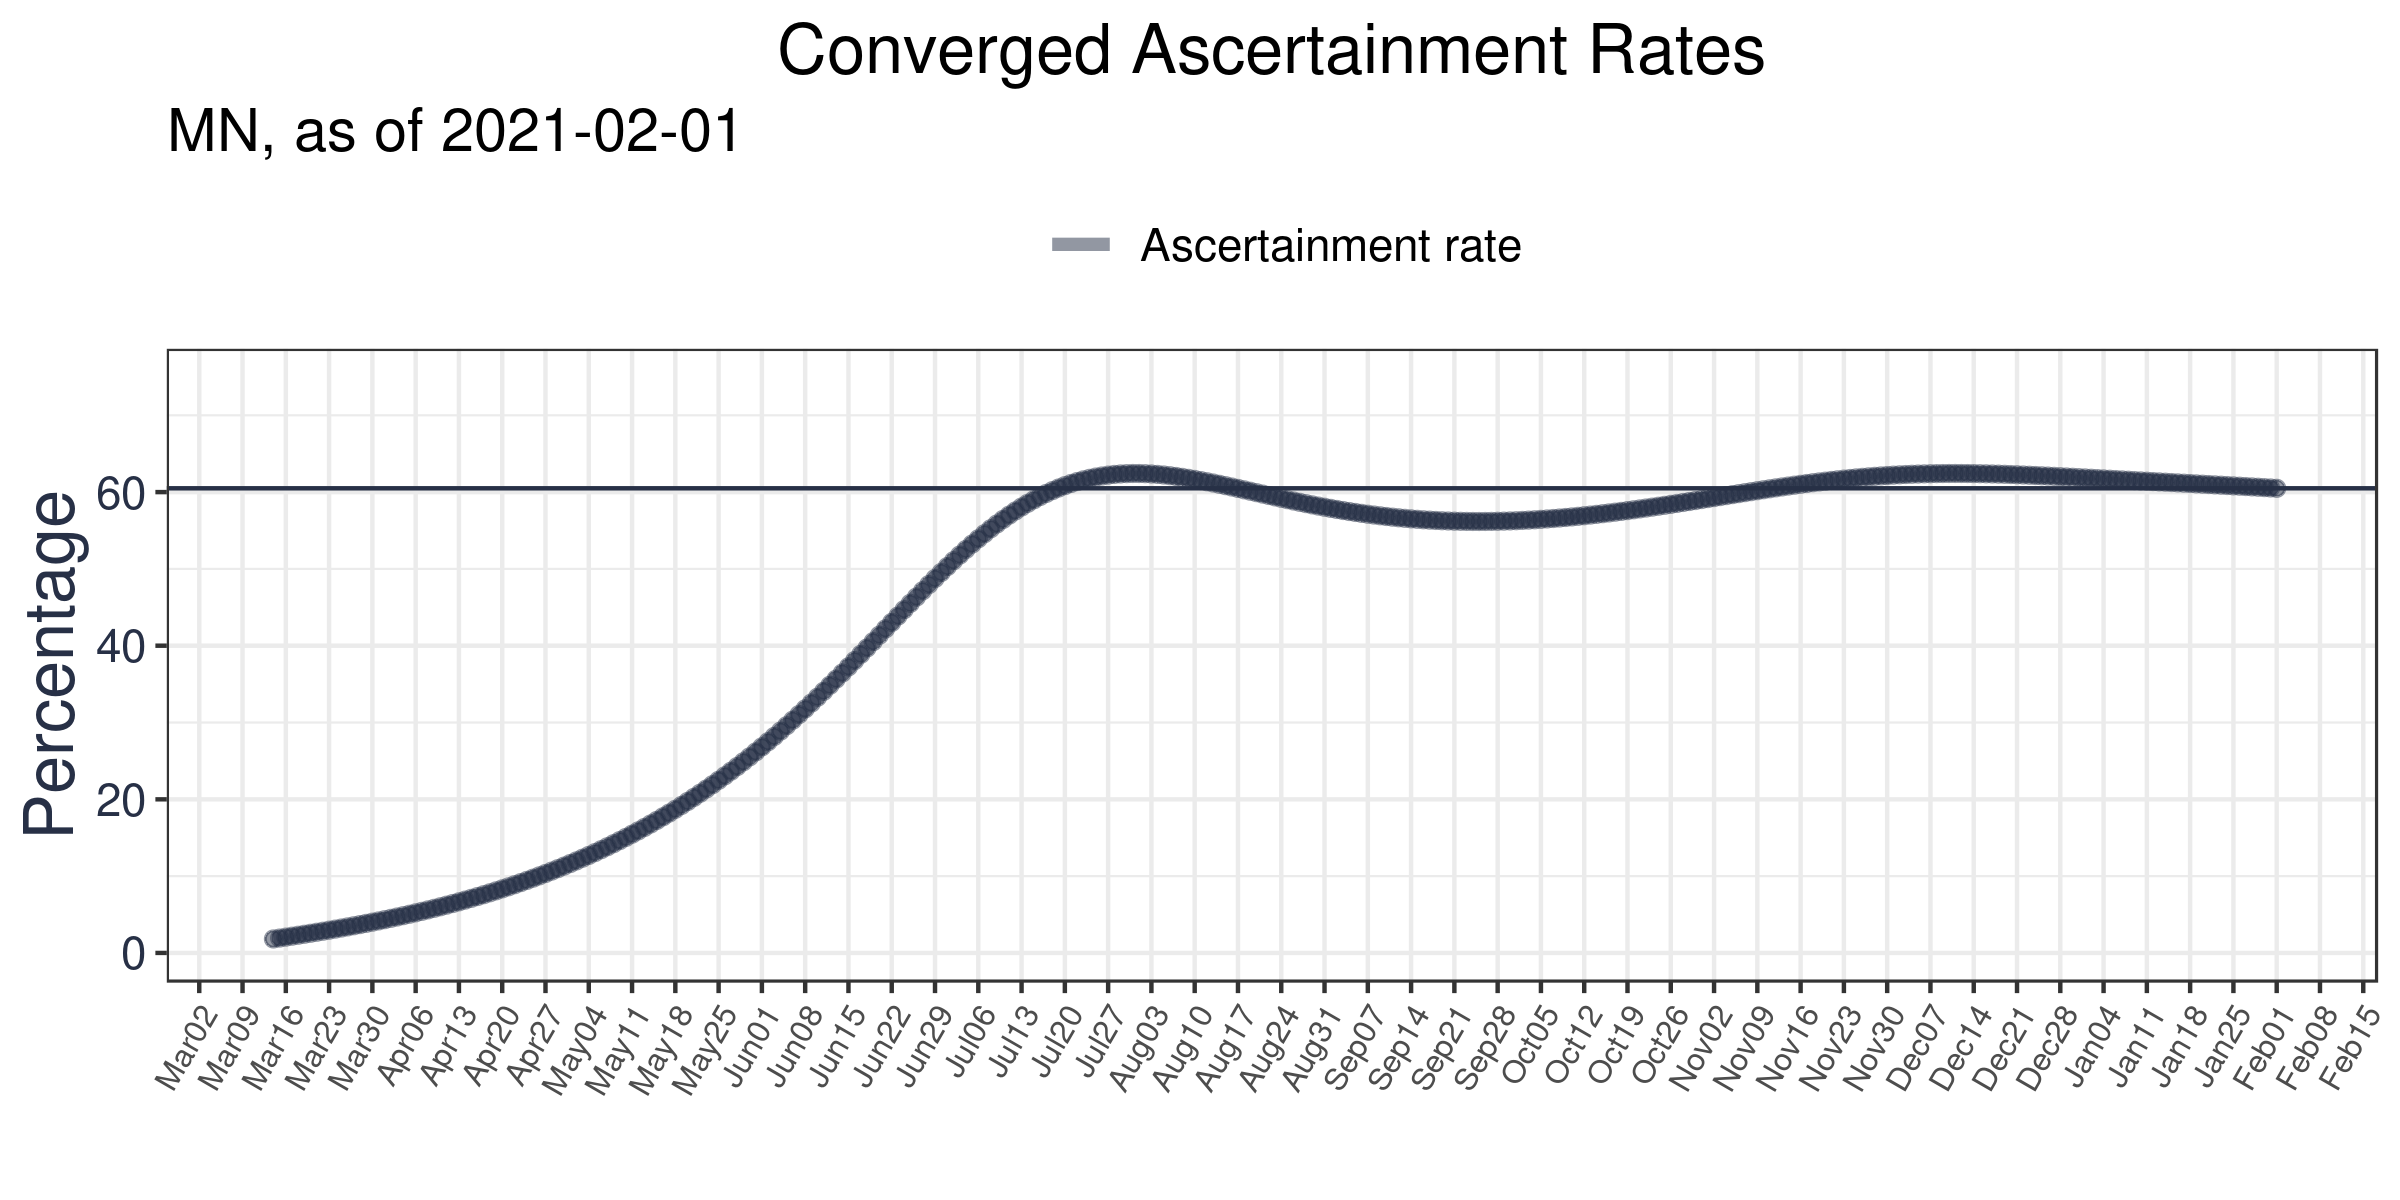 Converged Ascertainment Rates
MN, as of 2021-02-01
Ascertainment rate
Percentage
60
40
20
0
Mar02 Mar09 Mar16 Mar23 Mar30 Apr06 Apr13 Apr20 Apr27 May04 May11 May18 May25 Jun01 Jun08 Jun15 Jun22 Jun29 Jul06 Jul13 Jul20 Jul27 Aug03 Aug10 Aug17 Aug24 Aug31 Sep07 Sep14 Sep21 Sep28 Oct05 Oct12 Oct19 Oct26 Nov02 Nov09 Nov16 Nov23 Nov30 Dec07 Dec14 Dec21 Dec28 Jan04 Jan11 Jan18 Jan25 Feb01 Feb08 Feb15